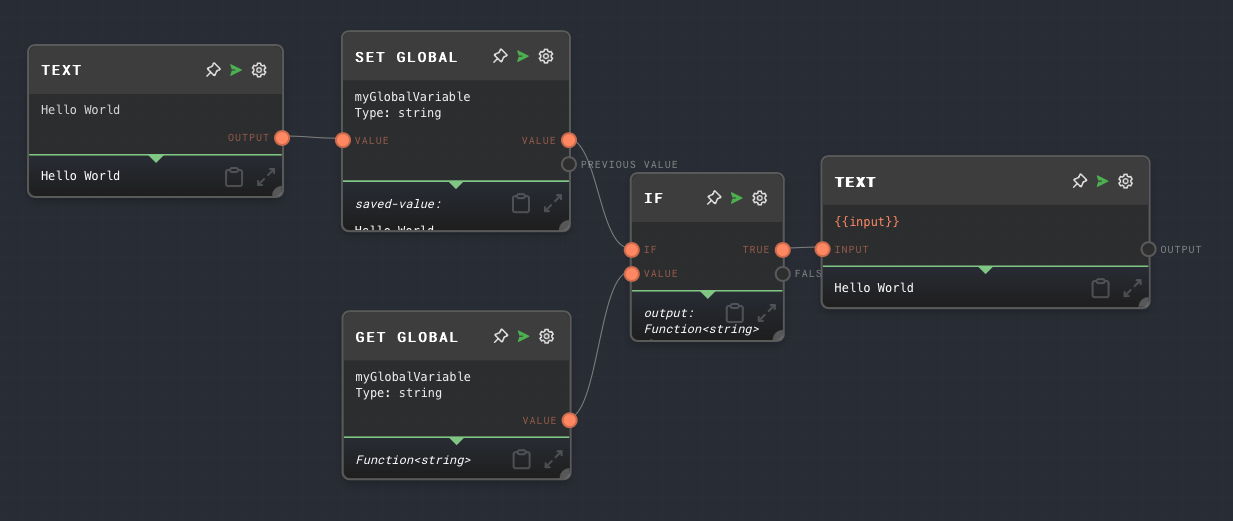 TEXT
Hello World
OUTPUT
Hello World
SET GLOBAL
myGlobalVariable
Type: string
VALUE VALUE
PREVIOUS VALUE
saved-value:
Hello World
GET GLOBAL
myGlobalVariable
Type: string
VALUE
Function<string>
IF
IF TRUE
VALUE FALS
output:
Function<string>
TEXT
{{input}}
INPUT OUTPUT
Hello World